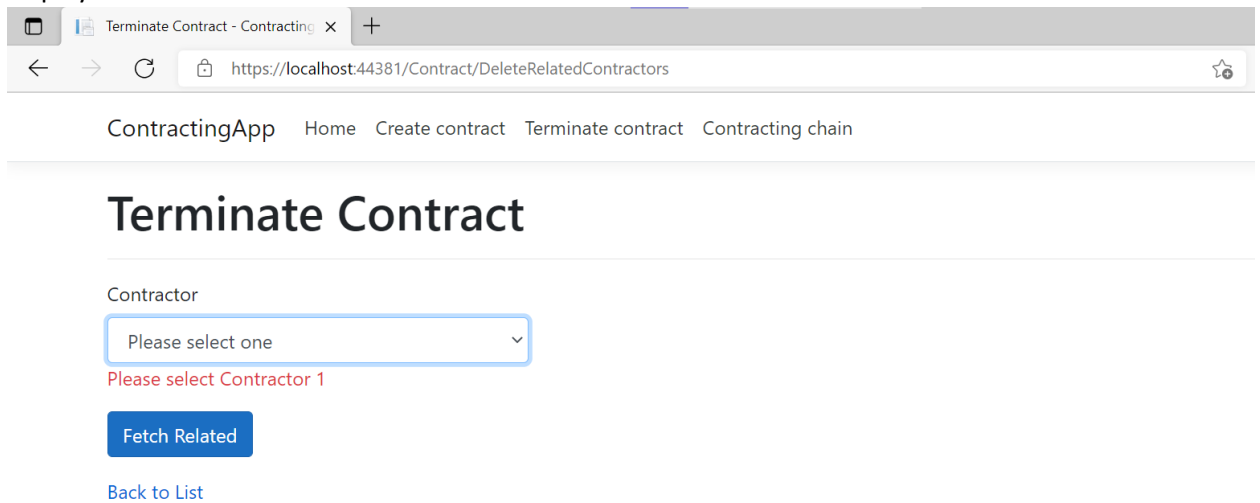 Terminate Contract - Contracting
https://localhost:44381/Contract/DeleteRelatedContractors
ContractingApp Home Create contract Terminate contract Contracting chain
Terminate Contract
Contractor
Please select one
Please select Contractor 1
Fetch Related
Back to List